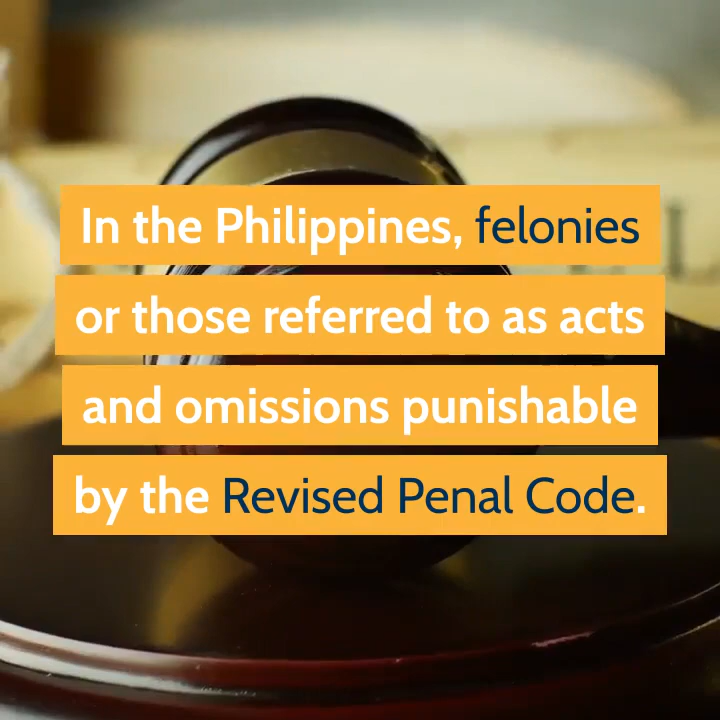 In the Philippines, felonies
or those referred to as acts
and omissions punishable
by the Revised Penal Code.